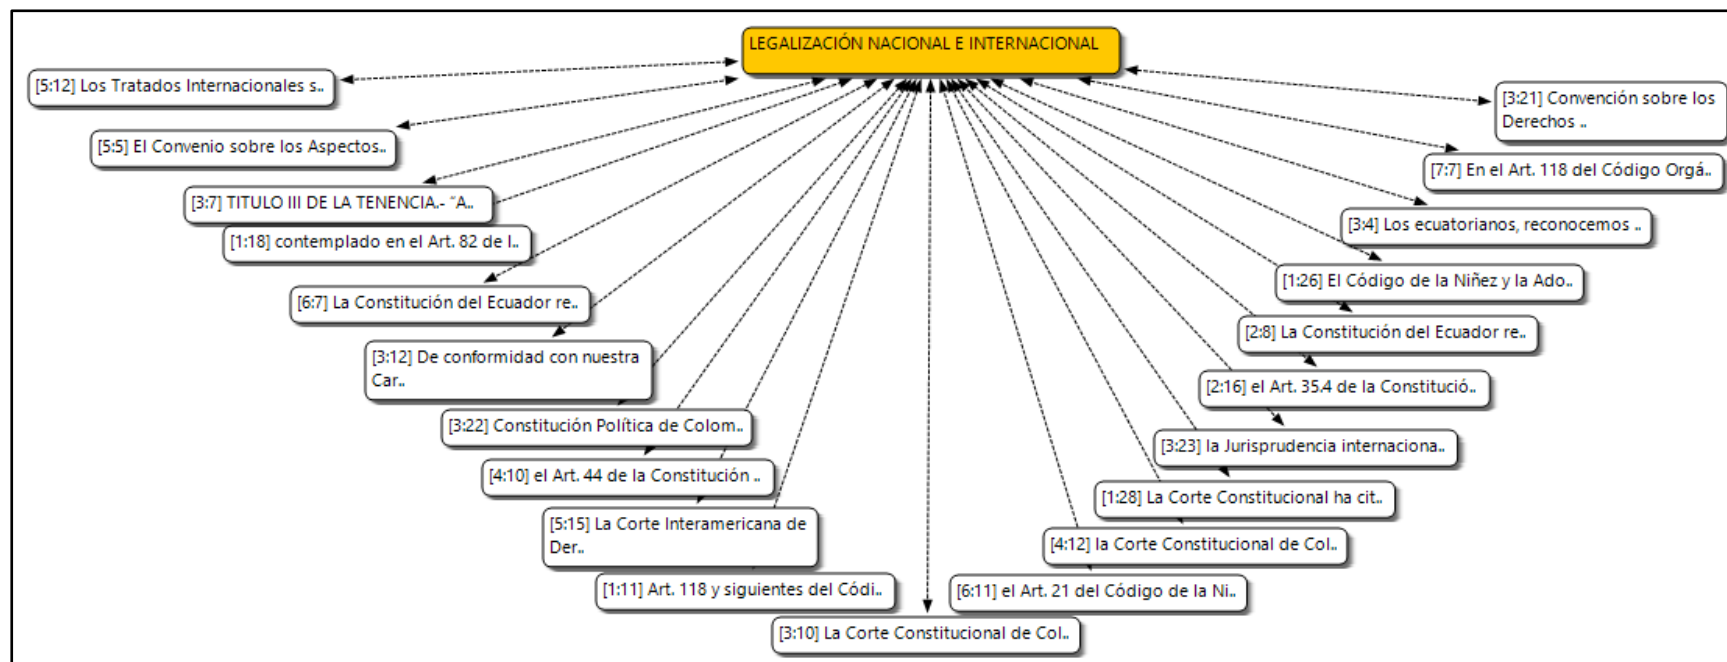 LEGALIZACIÓN NACIONAL E INTERNACIONAL
[5:12] Los Tratados Internacionales s..
[5:5] El Convenio sobre los Aspectos..
[3:7] TITULO III DE LA TENENCIA.- “A..
[1:18] contemplado en el Art. 82 de l..
[6:7] La Constitución del Ecuador re..
[3:12] De conformidad con nuestra
Car..
[3:22] Constitución Política de Colom..
[4:10] el Art. 44 de la Constitución ..
[5:15] La Corte Interamericana de
Der..
[1:11] Art. 118 y siguientes del Códi..
[3:10] La Corte Constitucional de Col..
[6:11] el Art. 21 del Código de la Ni..
[4:12] la Corte Constitucional de Col..
[1:28] La Corte Constitucional ha cit..
[3:23] la Jurisprudencia internaciona..
[2:16] el Art. 35.4 de la Constitució..
[2:8] La Constitución del Ecuador re..
[1:26] El Código de la Niñez y la Ado..
[3:4] Los ecuatorianos, reconocemos ..
[7:7] En el Art. 118 del Código Orgá..
[3:21] Convención sobre los
Derechos ..